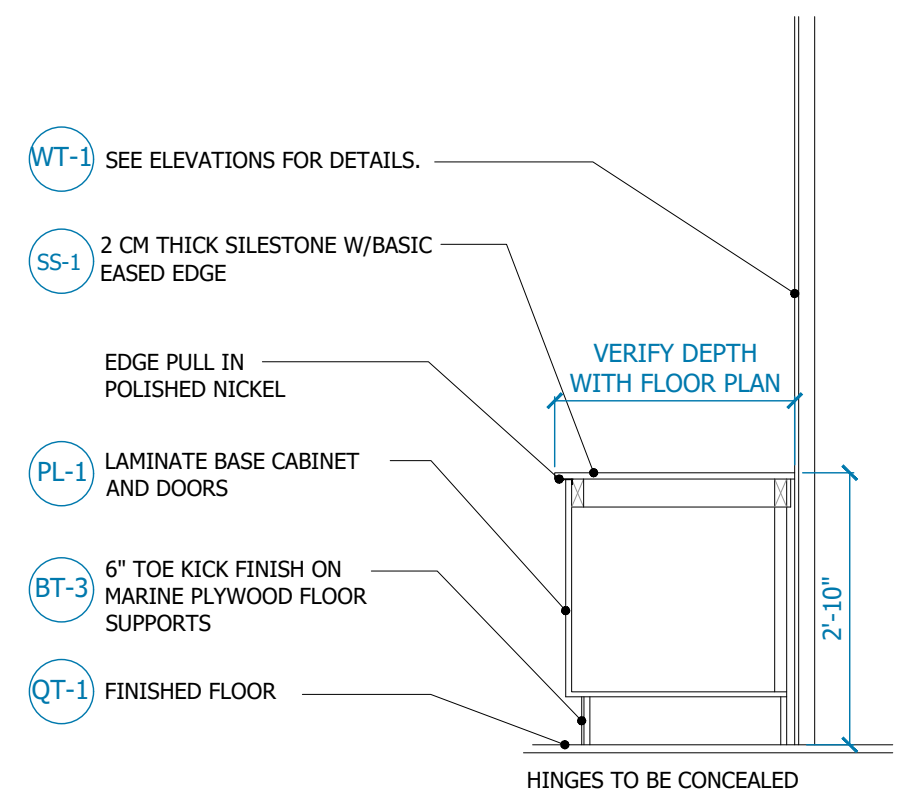 WT-1 SEE ELEVATIONS FOR DETAILS.
SS-1 2 CM THICK SILESTONE W/BASIC
EASED EDGE
EDGE PULL IN
POLISHED NICKEL
VERIFY DEPTH
WITH FLOOR PLAN
PL-1 LAMINATE BASE CABINET
AND DOORS
BT-3 6" TOE KICK FINISH ON
MARINE PLYWOOD FLOOR
SUPPORTS
2'-10"
QT-1 FINISHED FLOOR
HINGES TO BE CONCEALED